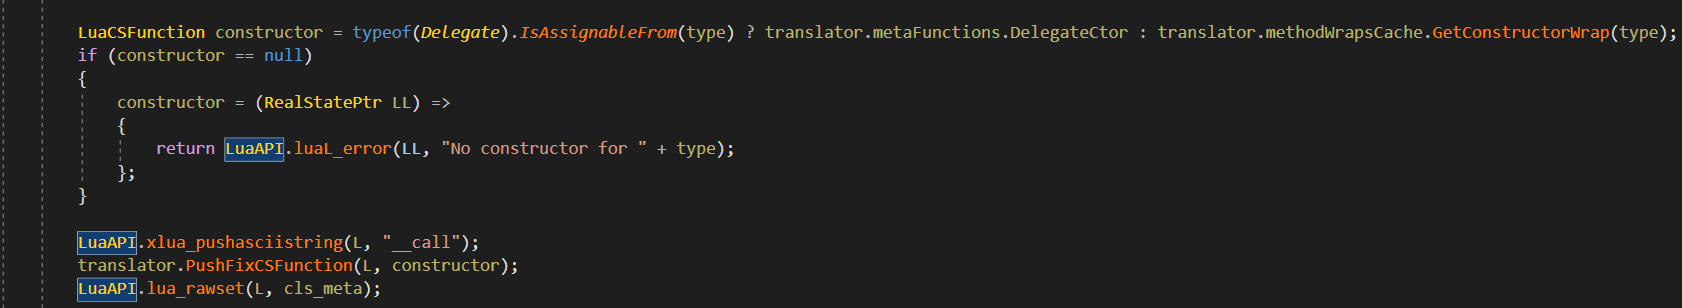 LuaCSFunction constructor = typeof(Delegate).IsAssignableFrom(type) ? translator.metaFunctions.DelegateCtor : translator.methodWrapsCache.GetConstructorWrap(type);
if (constructor == null)
{
constructor = (RealStatePtr LL) =>
{
return LuaAPI.luaL_error(LL, "No constructor for " + type);
};
}
LuaAPI.xlua_pushasciistring(L, "__call");
translator.PushFixCSFunction(L, constructor);
LuaAPI.lua_rawset(L, cls_meta);